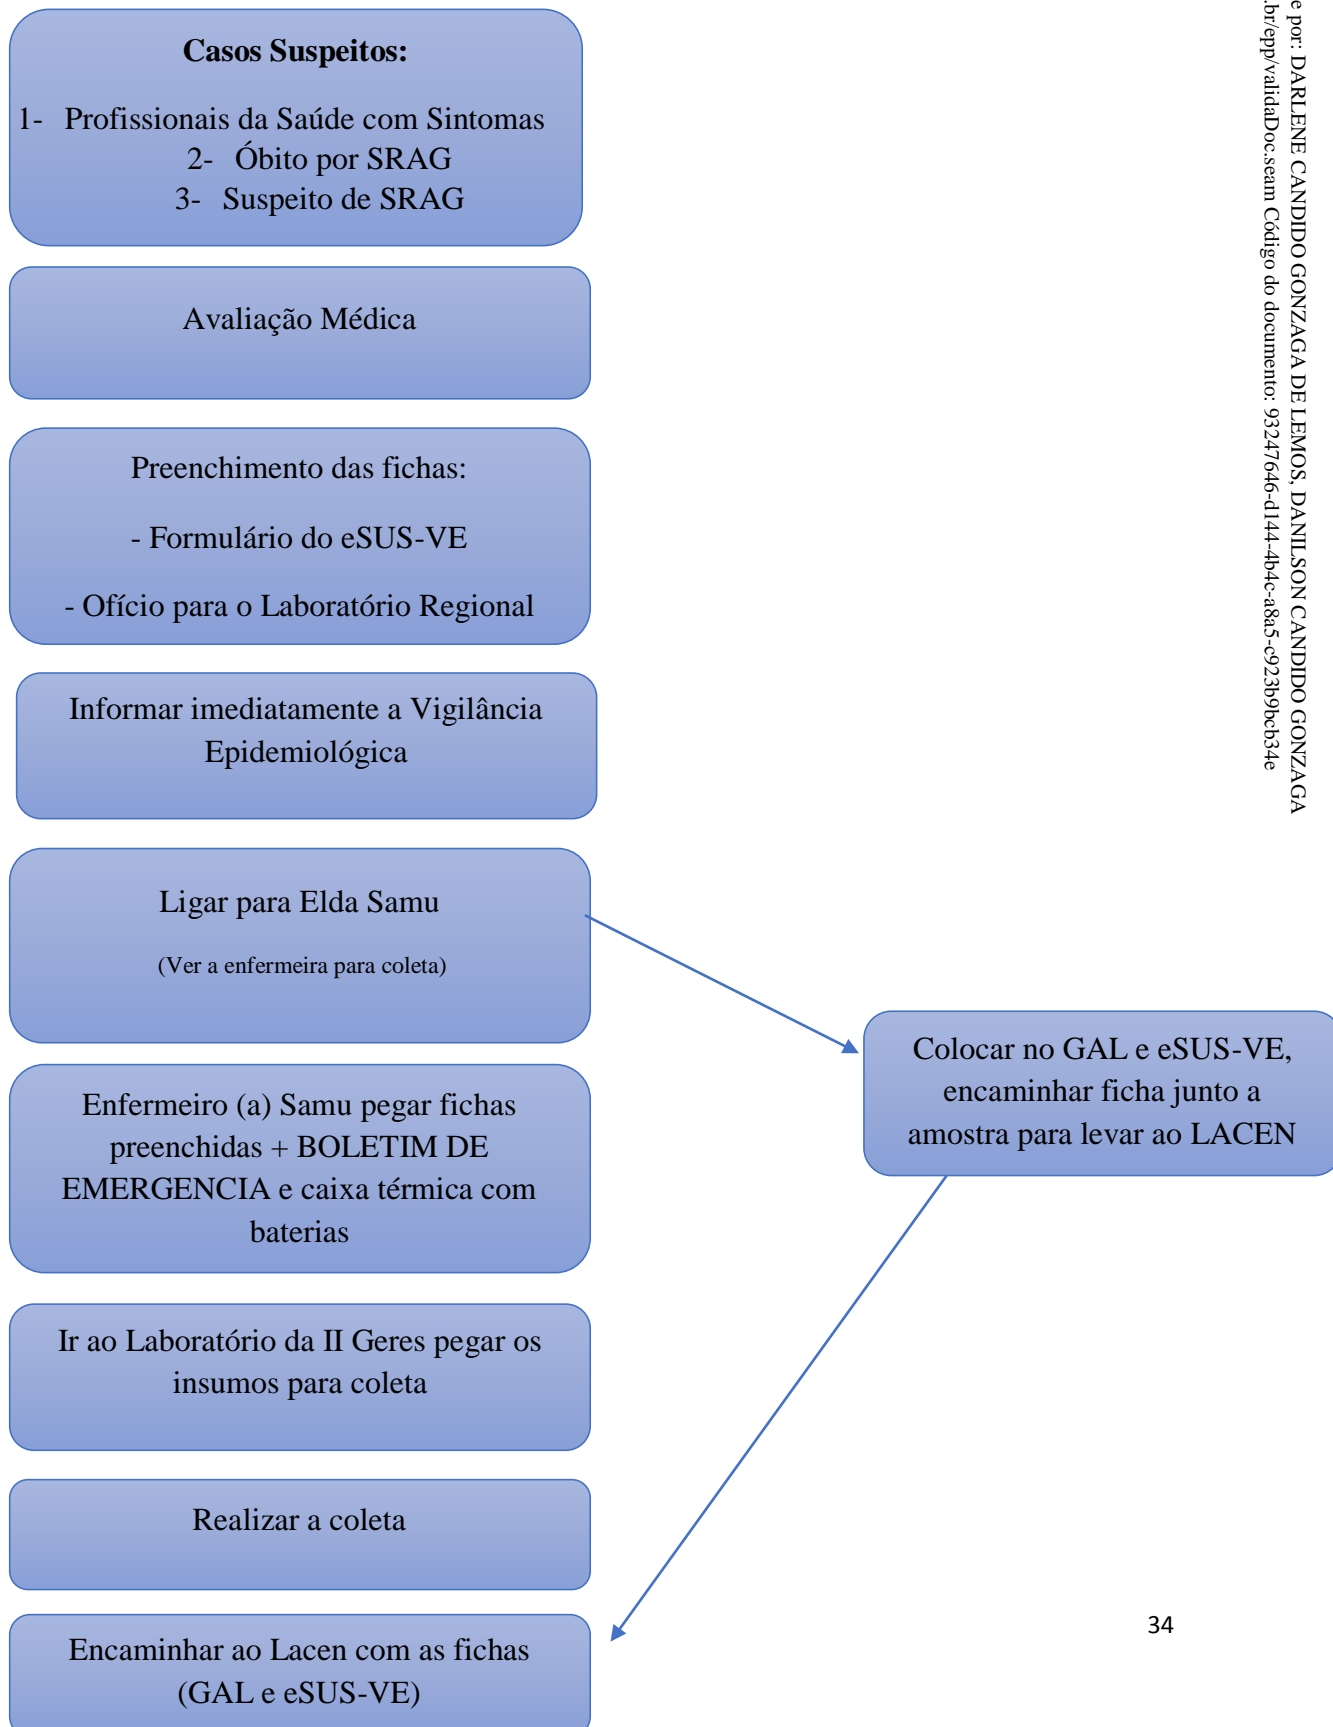 Casos Suspeitos:
1- Profissionais da Saúde com Sintomas
2- Óbito por SRAG
3- Suspeito de SRAG
Avaliação Médica
Preenchimento das fichas:
- Formulário do eSUS-VE
- Ofício para o Laboratório Regional
Informar imediatamente a Vigilância
Epidemiológica
Ligar para Elda Samu
(Ver a enfermeira para coleta)
Colocar no GAL e eSUS-VE,
encaminhar ficha junto a
amostra para levar ao LACEN
Enfermeiro (a) Samu pegar fichas
preenchidas + BOLETIM DE
EMERGENCIA e caixa térmica com
baterias
Ir ao Laboratório da II Geres pegar os
insumos para coleta
Realizar a coleta
Encaminhar ao Lacen com as fichas
(GAL e eSUS-VE)
34
e por: DARLENE CANDIDO GONZAGA DE LEMOS, DANILSON CANDIDO GONZAGA
.br/epp/validaDoc.seam Código do documento: 93247646-d144-4b4c-a8a5-c923b9bcb34e